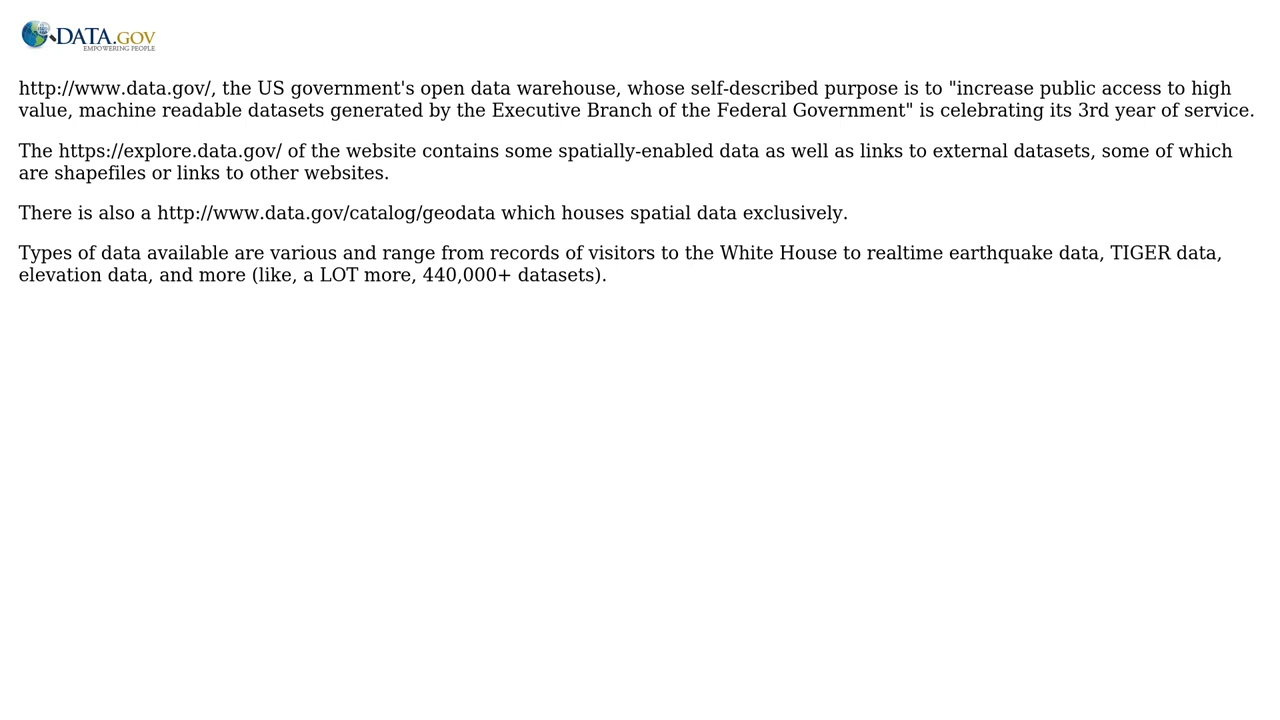 DATA.GOV
EMPOWERING PEOPLE
http://www.data.gov/, the US government's open data warehouse, whose self-described purpose is to "increase public access to high
value, machine readable datasets generated by the Executive Branch of the Federal Government" is celebrating its 3rd year of service.
The https://explore.data.gov/ of the website contains some spatially-enabled data as well as links to external datasets, some of which
are shapefiles or links to other websites.
There is also a http://www.data.gov/catalog/geodata which houses spatial data exclusively.
Types of data available are various and range from records of visitors to the White House to realtime earthquake data, TIGER data,
elevation data, and more (like, a LOT more, 440,000+ datasets).